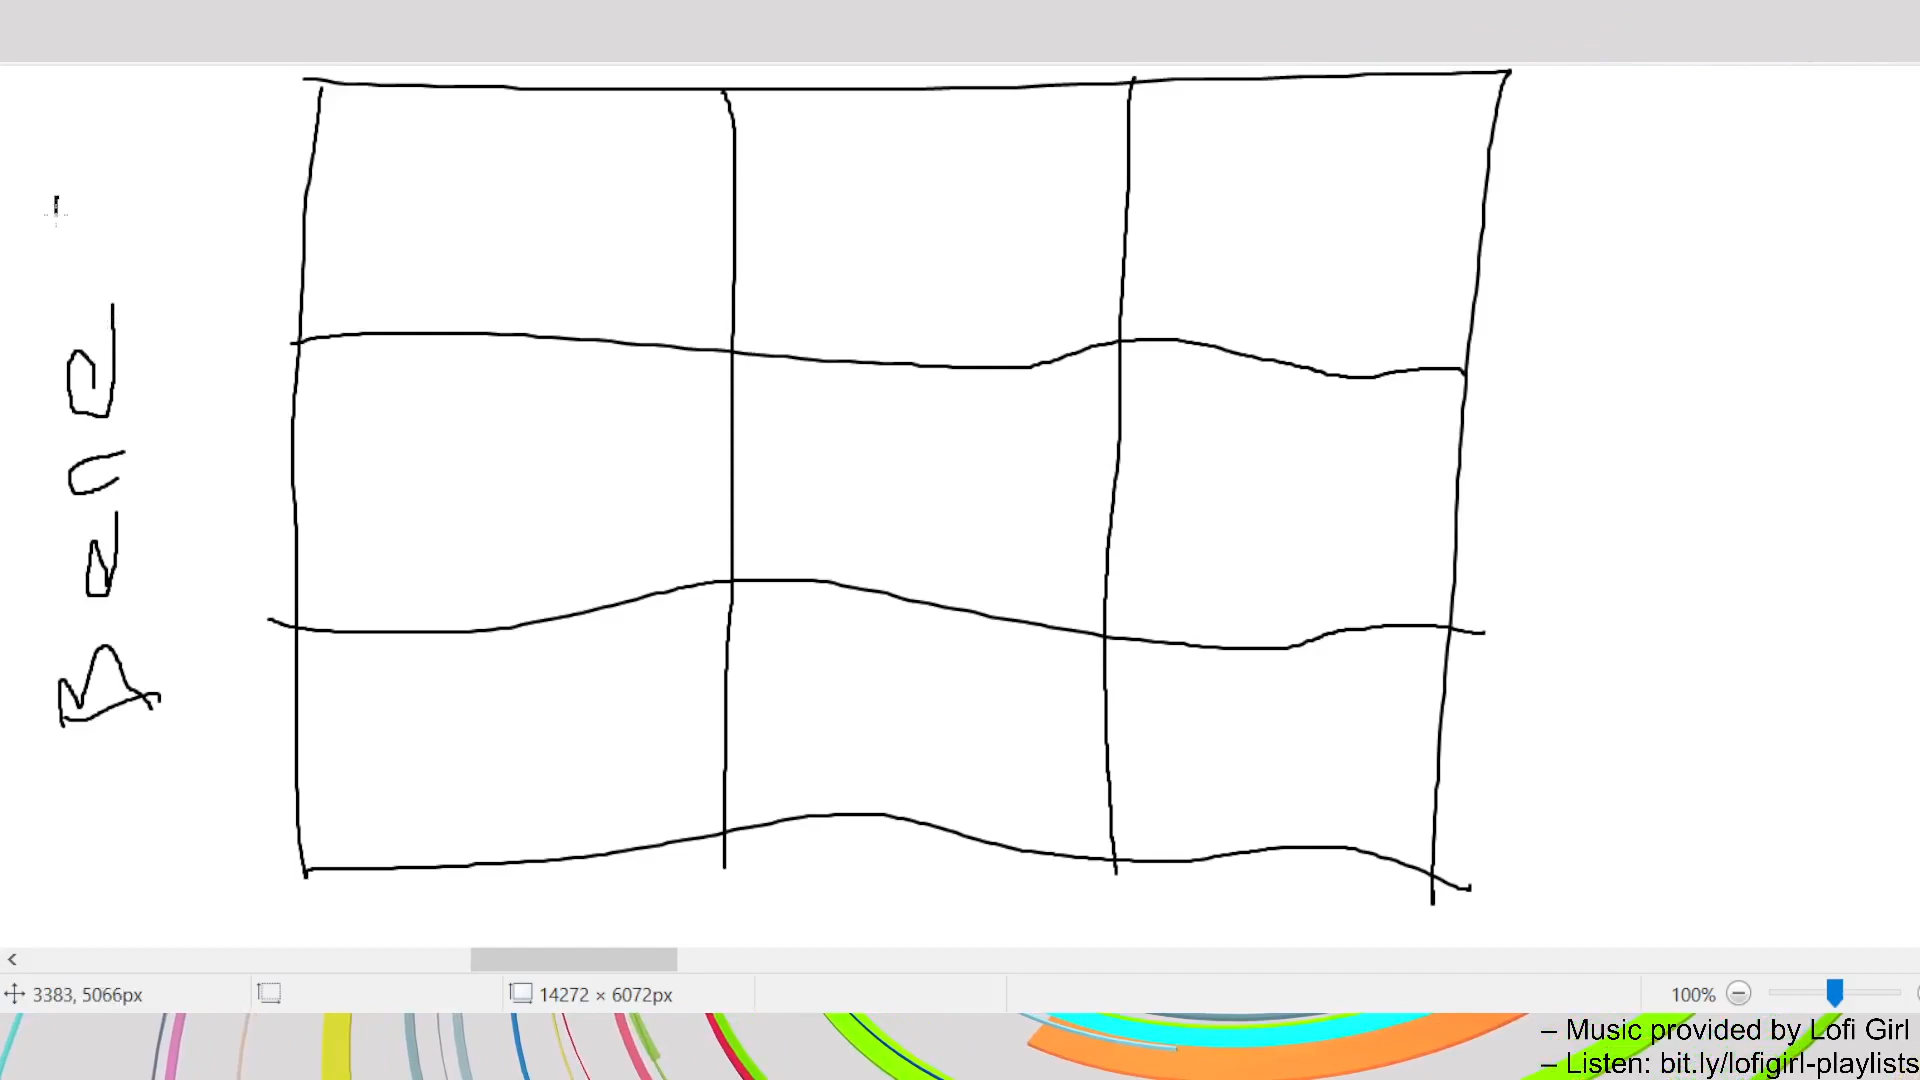 3383, 5066px
14272 × 6072px
100%
– Music provided by Lofi Girl
– Listen: bit.ly/lofigirl-playlists